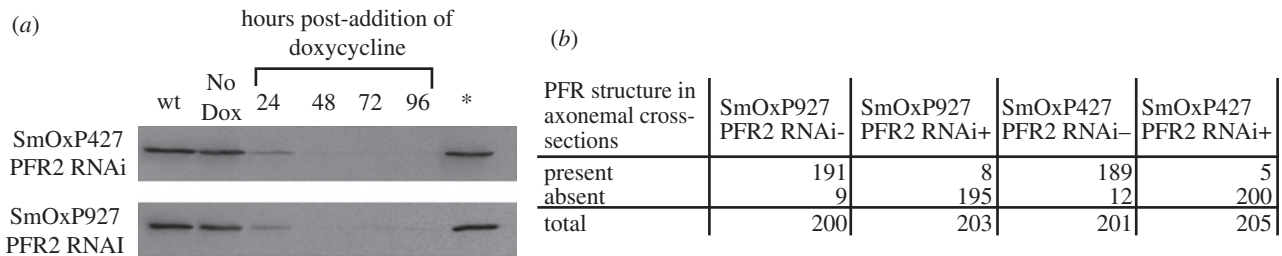 (a)
hours post-addition of
doxycycline
wt No Dox 24 48 72 96 *
SmOxP427
PFR2 RNAi
SmOxP927
PFR2 RNAI
(b)
PFR structure in axonemal cross-sections SmOxP927 PFR2 RNAi- SmOxP927 PFR2 RNAi+ SmOxP427 PFR2 RNAi– SmOxP427 PFR2 RNAi+
present 191 8 189 5
absent 9 195 12 200
total 200 203 201 205